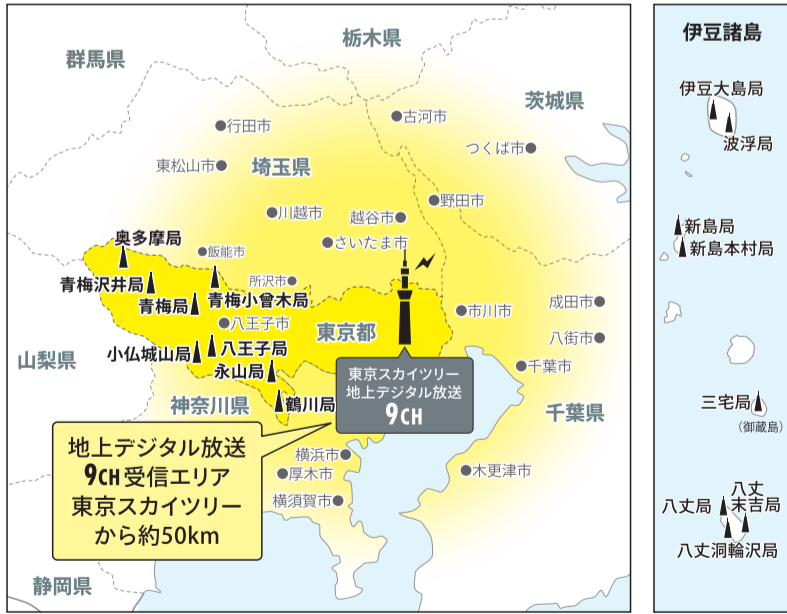 栃木県
群馬県
茨城県
古河市
行田市
つくば市
東松山市
埼玉県
野田市
川越市
越谷市
奥多摩局
さいたま市
飯能市
青梅沢井局
所沢市
青梅小曾木局
青梅局
市川市
成田市
八王子市
東京都
八街市
小仏城山局
八王子局
山梨県
永山局
千葉市
東京スカイツリー
地上デジタル放送
9CH
神奈川県
鶴川局
千葉県
地上デジタル放送
9CH受信エリア
東京スカイツリー
から約50km
横浜市
厚木市
木更津市
横須賀市
静岡県
伊豆諸島
伊豆大島局
波浮局
新島局
新島本村局
三宅局
(御蔵島)
八丈局
八丈
末吉局
八丈洞輪沢局